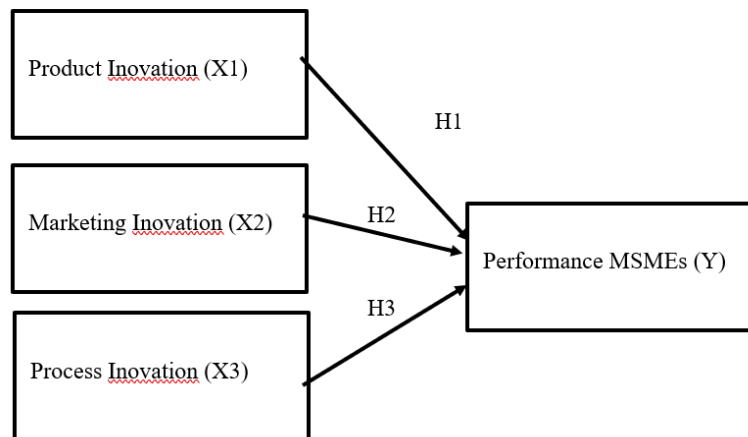 Product Inovation (X1)
H1
Marketing Inovation (X2)
H2
Performance MSMEs (Y)
H3
Process Inovation (X3)